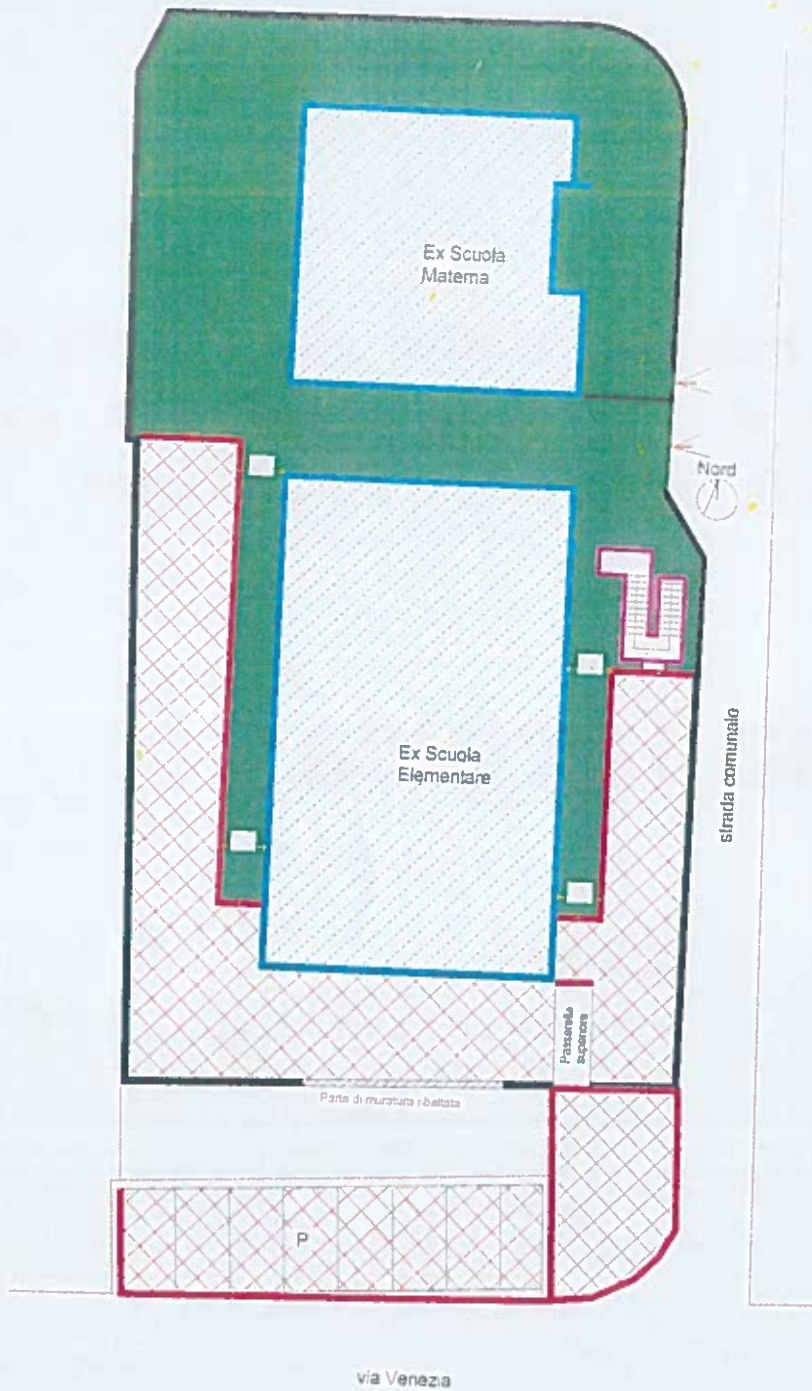 Ex Scuola
Materna
Nord
Ex Scuola
Elementare
strada comunale
Passerella
superiore
Parte di muratura ribaltata
P
via Venezia